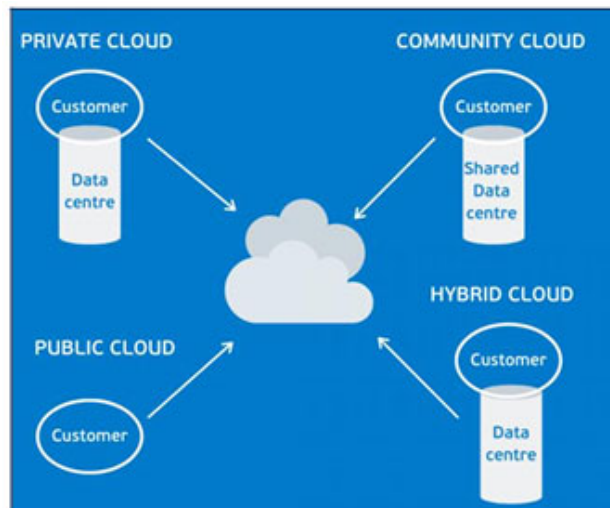 PRIVATE CLOUD
Customer
Data
centre
COMMUNITY CLOUD
Customer
Shared
Data
centre
PUBLIC CLOUD
Customer
HYBRID CLOUD
Customer
Data
centre